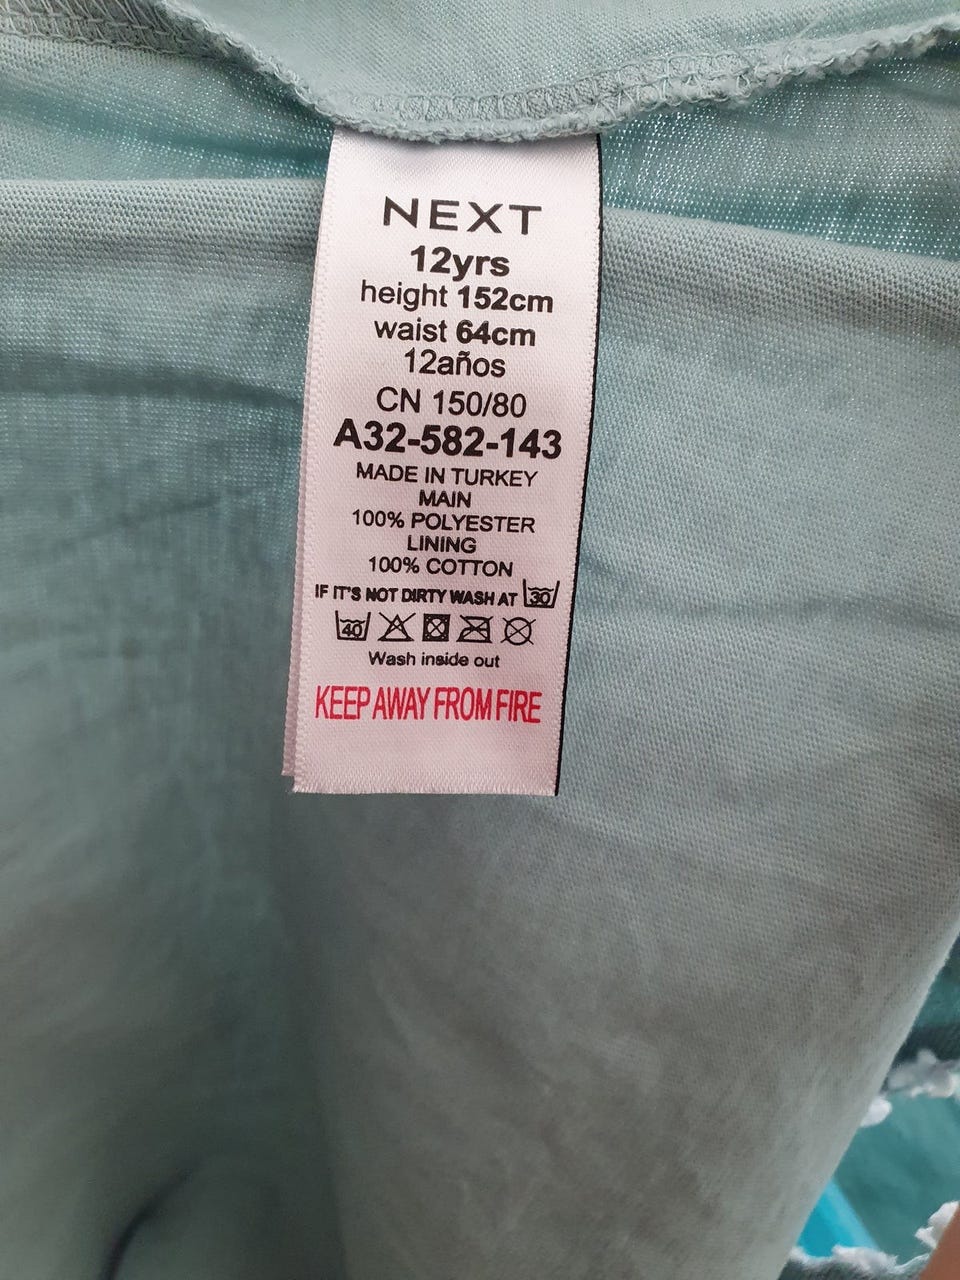 NEXT
12yrs
height 152cm
waist 64cm
12años
CN 150/80
A32-582-143
MADE IN TURKEY
MAIN
100% POLYESTER
LINING
100% COTTON
IF IT'S NOT DIRTY WASH AT 30
40
Wash inside out
KEEP AWAY FROM FIRE